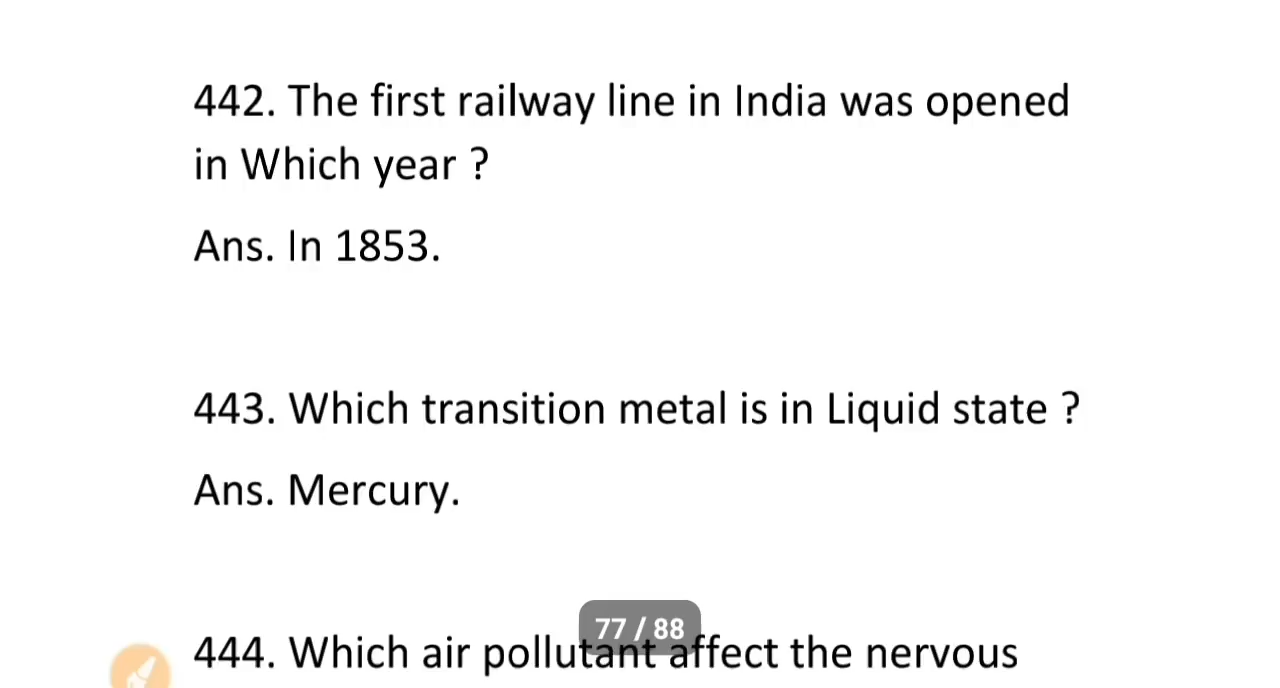 442. The first railway line in India was opened
in Which year ?
Ans. In 1853.
443. Which transition metal is in Liquid state ?
Ans. Mercury.
77 / 88
444. Which air pollutant affect the nervous